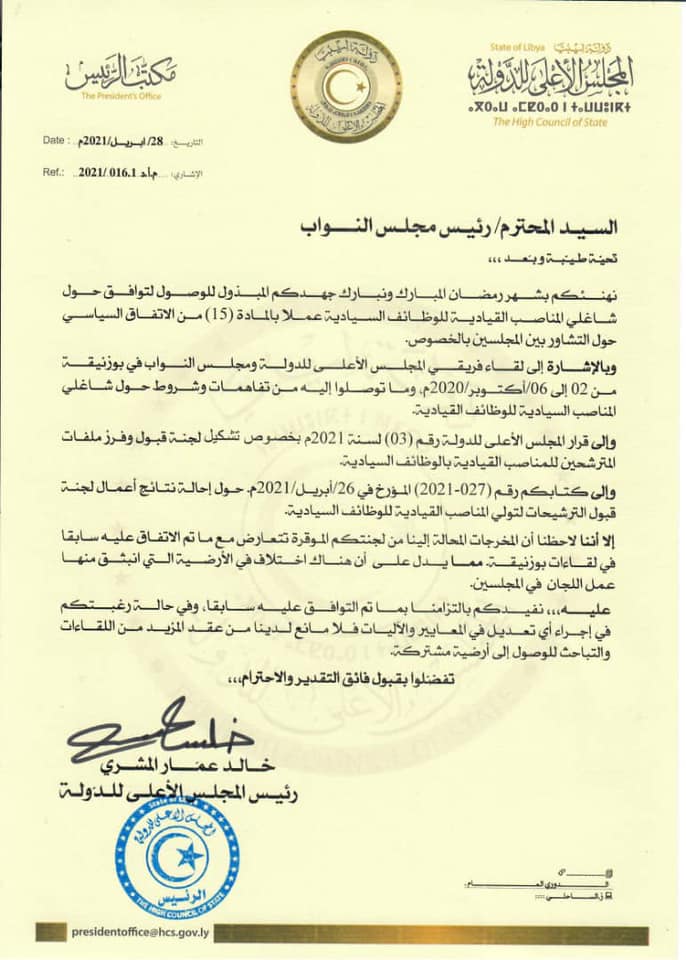 State of Libya دولة ليبيا
المجلس الأعلى للدولة
ⴰⵙⵇⵇⵉⵎ
The High Council of State
دولة ليبيا
المجلس الأعلى للدولة
مكتب الرئيس
The President's Office
Date : ..28/ابريل/2021م.. التاريخ:
Ref.: ..2021/016.1 م.أ.د... الإشاري:
السيد المحترم/ رئيس مجلس النواب
تحية طيبة وبعد ،،،
نهنئكم بشهر رمضان المبارك ونبارك جهدكم المبذول للوصول لتوافق حول
شاغلي المناصب القيادية للوظائف السيادية عملا بالمادة (15) من الاتفاق السياسي
حول التشاور بين المجلسين بالخصوص.
وبالإشارة إلى لقاء فريقي المجلس الأعلى للدولة ومجلس النواب في بوزنيقة
من 02 إلى 06/أكتوبر/2020م، وما توصلوا إليه من تفاهمات وشروط حول شاغلي
المناصب السيادية للوظائف القيادية.
وإلى قرار المجلس الأعلى للدولة رقم (03) لسنة 2021م بخصوص تشكيل لجنة قبول وفرز ملفات
المترشحين للمناصب القيادية بالوظائف السيادية.
وإلى كتابكم رقم (027-2021) المؤرخ في 26/أبريل/2021م. حول إحالة نتائج أعمال لجنة
قبول الترشيحات لتولي المناصب القيادية للوظائف السيادية.
إلا أننا لاحظنا أن المخرجات المحالة إلينا من لجنتكم الموقرة تتعارض مع ما تم الاتفاق عليه سابقا
في لقاءات بوزنيقة. مما يدل على أن هناك اختلاف في الأرضية التي انبثق منها
عمل اللجان في المجلسين.
عليه،،، نفيدكم بالتزامنا بما تم التوافق عليه سابقا، وفي حالة رغبتكم
في إجراء أي تعديل في المعايير والآليات فلا مانع لدينا من عقد المزيد من اللقاءات
والتباحث للوصول إلى أرضية مشتركة.
تفضلوا بقبول فائق التقدير والاحترام،،،
خالد عمار المشري
رئيس المجلس الأعلى للدولة
State of Libya
المجلس الأعلى للدولة
الرئيس
THE HIGH COUNCIL OF STATE
الدوري العام
presidentoffice@hcs.gov.ly